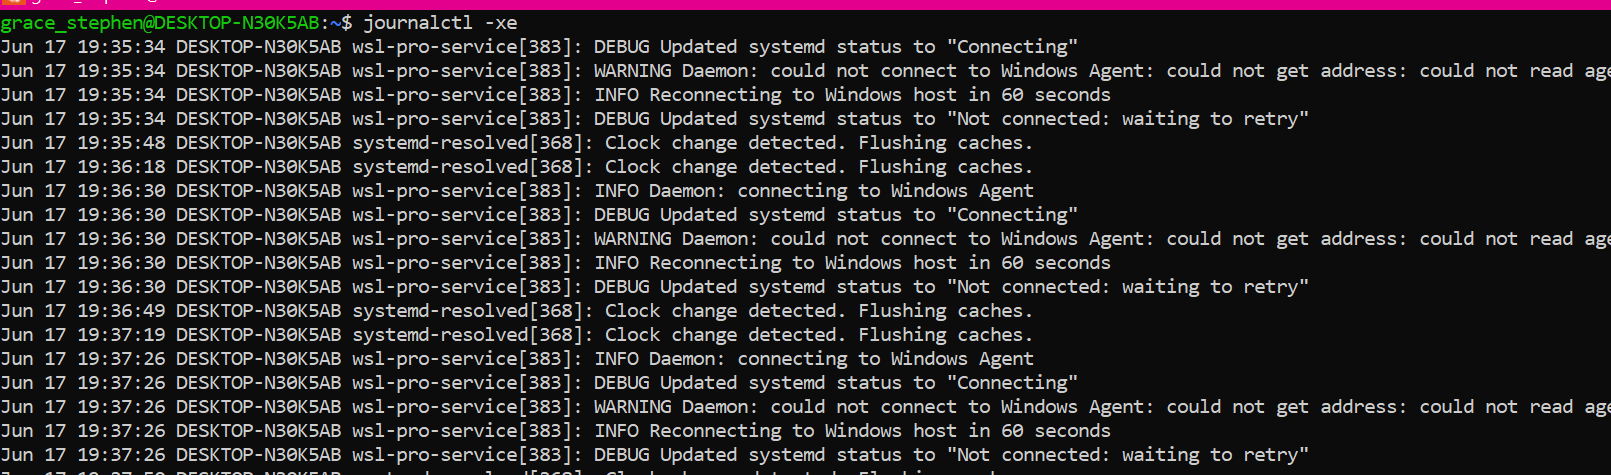 grace_stephen@DESKTOP-N30K5AB:~$ journalctl -xe
Jun 17 19:35:34 DESKTOP-N30K5AB wsl-pro-service[383]: DEBUG Updated systemd status to "Connecting"
Jun 17 19:35:34 DESKTOP-N30K5AB wsl-pro-service[383]: WARNING Daemon: could not connect to Windows Agent: could not get address: could not read age
Jun 17 19:35:34 DESKTOP-N30K5AB wsl-pro-service[383]: INFO Reconnecting to Windows host in 60 seconds
Jun 17 19:35:34 DESKTOP-N30K5AB wsl-pro-service[383]: DEBUG Updated systemd status to "Not connected: waiting to retry"
Jun 17 19:35:48 DESKTOP-N30K5AB systemd-resolved[368]: Clock change detected. Flushing caches.
Jun 17 19:36:18 DESKTOP-N30K5AB systemd-resolved[368]: Clock change detected. Flushing caches.
Jun 17 19:36:30 DESKTOP-N30K5AB wsl-pro-service[383]: INFO Daemon: connecting to Windows Agent
Jun 17 19:36:30 DESKTOP-N30K5AB wsl-pro-service[383]: DEBUG Updated systemd status to "Connecting"
Jun 17 19:36:30 DESKTOP-N30K5AB wsl-pro-service[383]: WARNING Daemon: could not connect to Windows Agent: could not get address: could not read age
Jun 17 19:36:30 DESKTOP-N30K5AB wsl-pro-service[383]: INFO Reconnecting to Windows host in 60 seconds
Jun 17 19:36:30 DESKTOP-N30K5AB wsl-pro-service[383]: DEBUG Updated systemd status to "Not connected: waiting to retry"
Jun 17 19:36:49 DESKTOP-N30K5AB systemd-resolved[368]: Clock change detected. Flushing caches.
Jun 17 19:37:19 DESKTOP-N30K5AB systemd-resolved[368]: Clock change detected. Flushing caches.
Jun 17 19:37:26 DESKTOP-N30K5AB wsl-pro-service[383]: INFO Daemon: connecting to Windows Agent
Jun 17 19:37:26 DESKTOP-N30K5AB wsl-pro-service[383]: DEBUG Updated systemd status to "Connecting"
Jun 17 19:37:26 DESKTOP-N30K5AB wsl-pro-service[383]: WARNING Daemon: could not connect to Windows Agent: could not get address: could not read age
Jun 17 19:37:26 DESKTOP-N30K5AB wsl-pro-service[383]: INFO Reconnecting to Windows host in 60 seconds
Jun 17 19:37:26 DESKTOP-N30K5AB wsl-pro-service[383]: DEBUG Updated systemd status to "Not connected: waiting to retry"